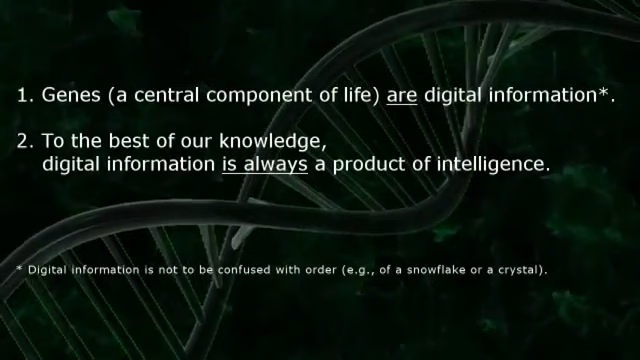 1. Genes (a central component of life) are digital information*.
2. To the best of our knowledge,
digital information is always a product of intelligence.
* Digital information is not to be confused with order (e.g., of a snowflake or a crystal).